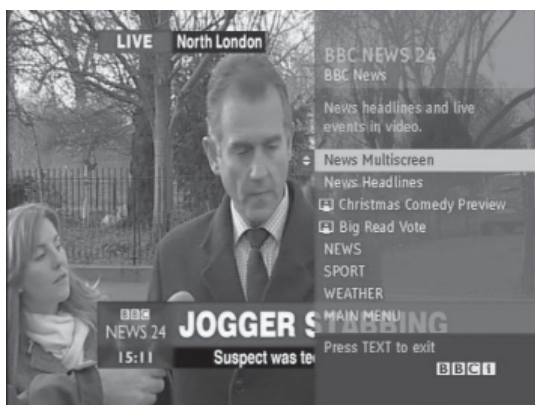 LIVE North London
BBC NEWS 24
BBC News
News headlines and live
events in video.
News Multiscreen
News Headlines
Christmas Comedy Preview
Big Read Vote
NEWS
SPORT
WEATHER
MAIN MENU
Press TEXT to exit
BBCi
BBC
NEWS 24
15:11
JOGGER STABBING
Suspect was